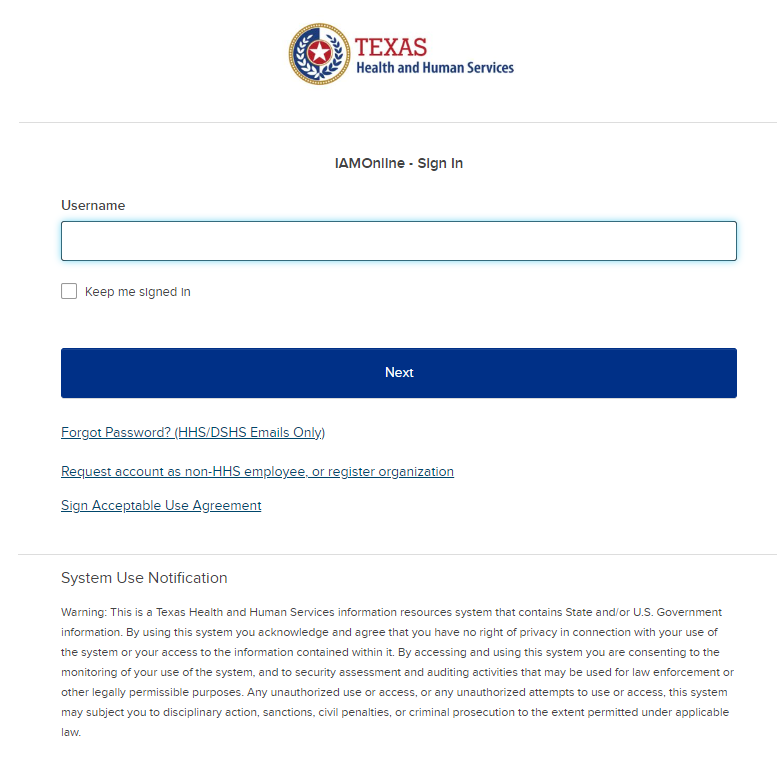 TEXAS
Health and Human Services
IAMOnline - Sign In
Username
Keep me signed in
Next
Forgot Password? (HHS/DSHS Emails Only)
Request account as non-HHS employee, or register organization
Sign Acceptable Use Agreement
System Use Notification
Warning: This is a Texas Health and Human Services information resources system that contains State and/or U.S. Government
information. By using this system you acknowledge and agree that you have no right of privacy in connection with your use of
the system or your access to the information contained within it. By accessing and using this system you are consenting to the
monitoring of your use of the system, and to security assessment and auditing activities that may be used for law enforcement or
other legally permissible purposes. Any unauthorized use or access, or any unauthorized attempts to use or access, this system
may subject you to disciplinary action, sanctions, civil penalties, or criminal prosecution to the extent permitted under applicable
law.